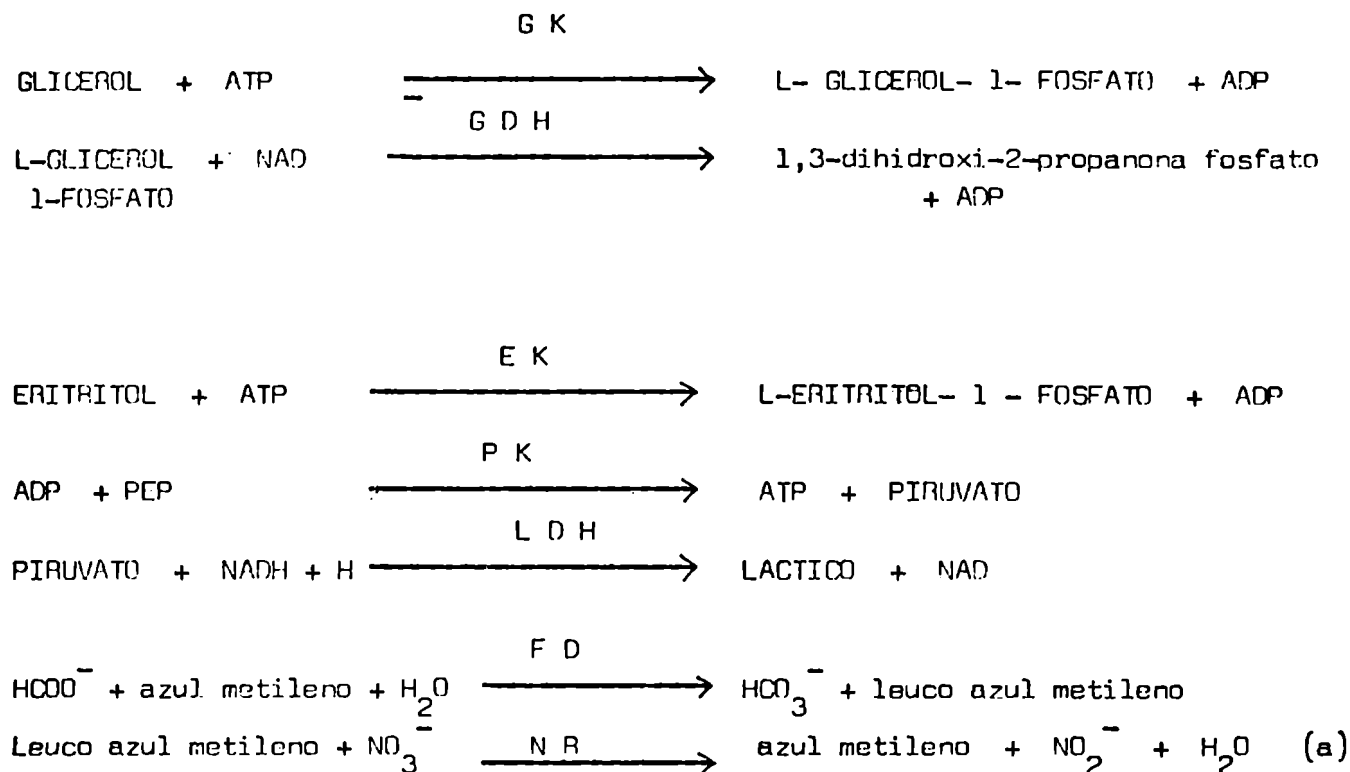 G K
GLICEROL + ATP ⟶ L- GLICEROL- 1- FOSFATO + ADP
G D H
L-GLICEROL + NAD ⟶ 1,3-dihidroxi-2-propanona fosfato
1-FOSFATO + ADP
E K
ERITRITOL + ATP ⟶ L-ERITRITOL- 1 - FOSFATO + ADP
P K
ADP + PEP ⟶ ATP + PIRUVATO
L D H
PIRUVATO + NADH + H ⟶ LACTICO + NAD
F D
HCOO⁻ + azul metileno + H₂O ⟶ HCO₃⁻ + leuco azul metileno
N R
Leuco azul metileno + NO₃⁻ ⟶ azul metileno + NO₂⁻ + H₂O (a)